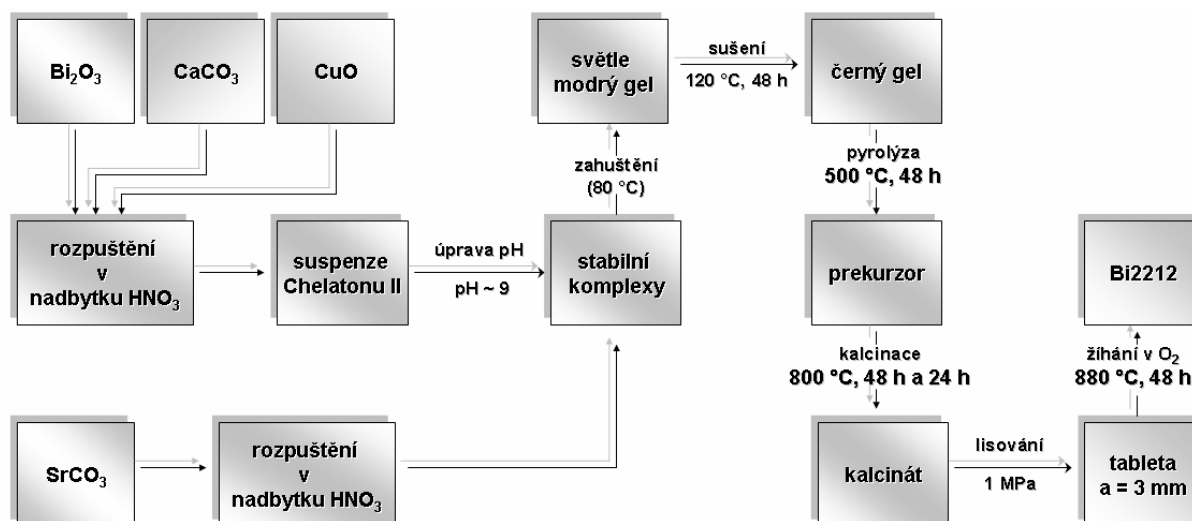 Bi₂O₃
CaCO₃
CuO
světle
modrý gel
sušení
120 °C, 48 h
černý gel
zahuštění
(80 °C)
pyrolýza
500 °C, 48 h
rozpuštění
v
nadbytku HNO₃
suspenze
Chelatonu II
úprava pH
pH ~ 9
stabilní
komplexy
prekurzor
Bi2212
kalcinace
800 °C, 48 h a 24 h
žíhání v O₂
880 °C, 48 h
SrCO₃
rozpuštění
v
nadbytku HNO₃
kalcinát
lisování
1 MPa
tableta
a = 3 mm